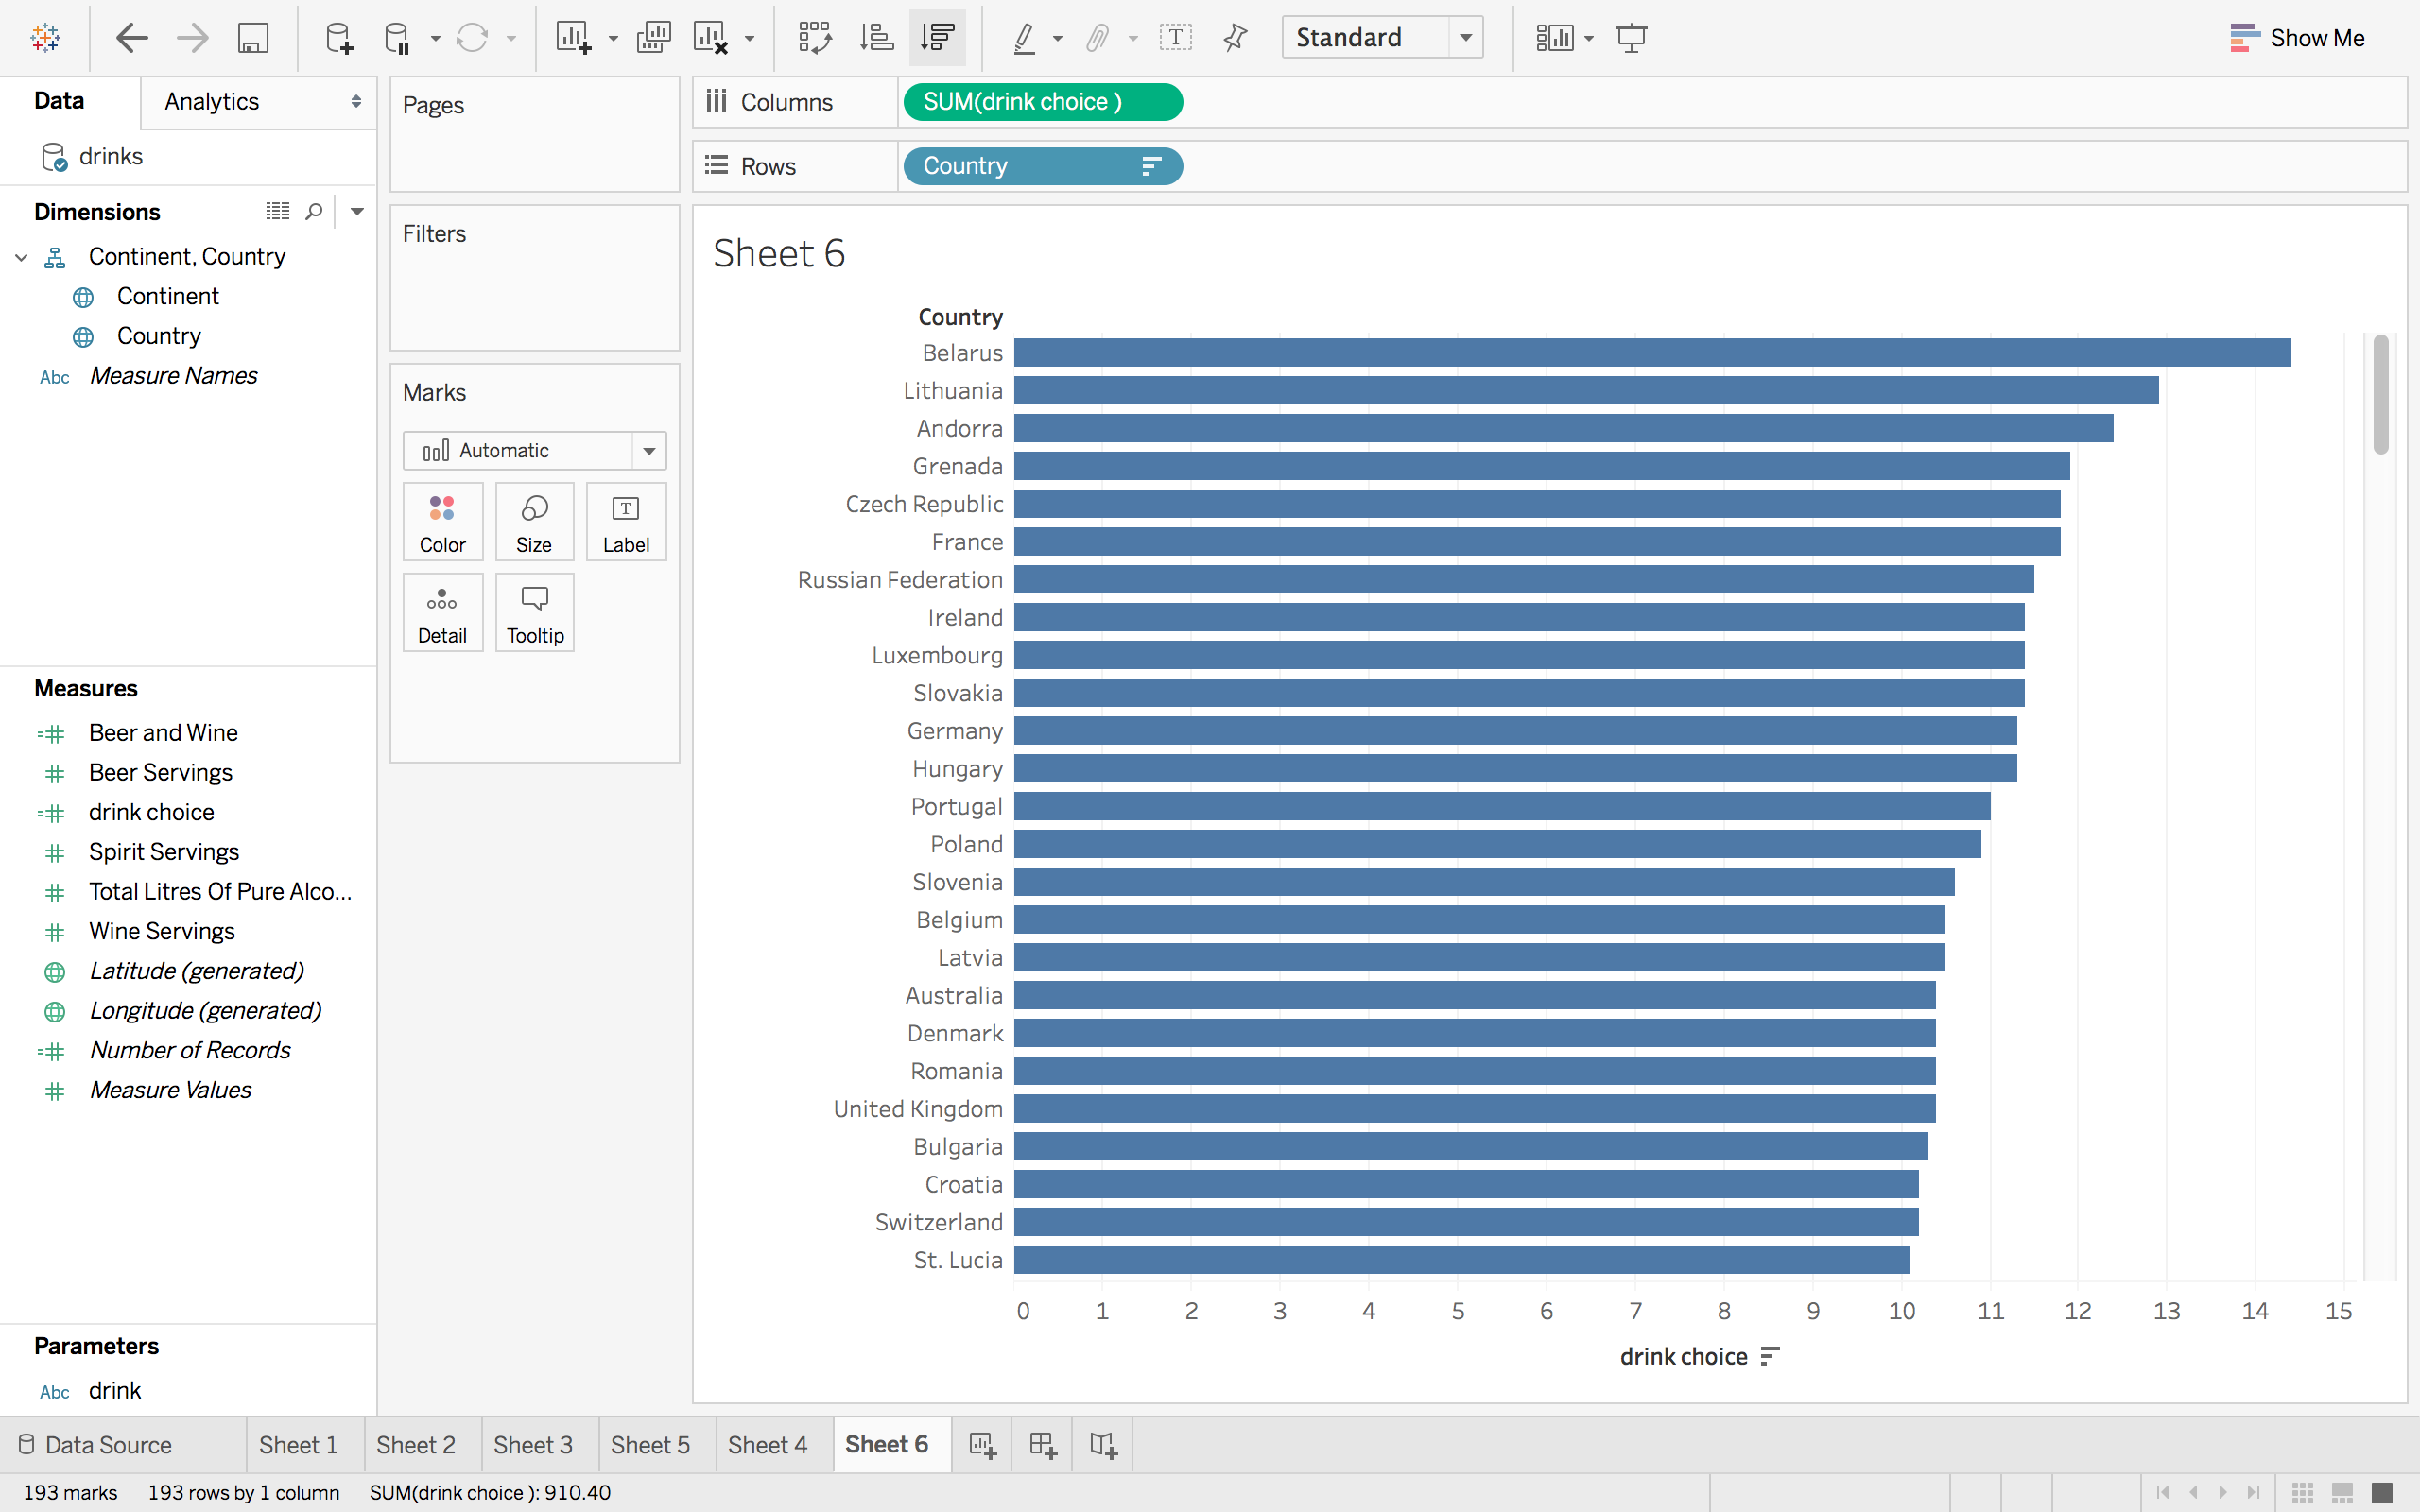 Standard
Show Me
Data
Analytics
drinks
Dimensions
Continent, Country
Continent
Country
Abc Measure Names
Measures
Beer and Wine
Beer Servings
drink choice
Spirit Servings
Total Litres Of Pure Alco...
Wine Servings
Latitude (generated)
Longitude (generated)
Number of Records
Measure Values
Parameters
Abc drink
Pages
Filters
Marks
Automatic
Color Size T Label
Detail Tooltip
Columns SUM(drink choice )
Rows Country
Sheet 6
Country
Belarus
Lithuania
Andorra
Grenada
Czech Republic
France
Russian Federation
Ireland
Luxembourg
Slovakia
Germany
Hungary
Portugal
Poland
Slovenia
Belgium
Latvia
Australia
Denmark
Romania
United Kingdom
Bulgaria
Croatia
Switzerland
St. Lucia
0 1 2 3 4 5 6 7 8 9 10 11 12 13 14 15
drink choice
Data Source Sheet 1 Sheet 2 Sheet 3 Sheet 5 Sheet 4 Sheet 6
193 marks 193 rows by 1 column SUM(drink choice ): 910.40